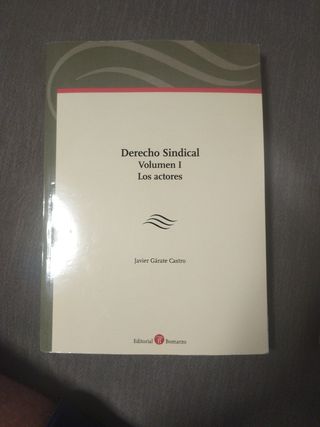 Derecho Sindical
Volumen I
Los actores
Javier Gárate Castro
Editorial Bomarzo